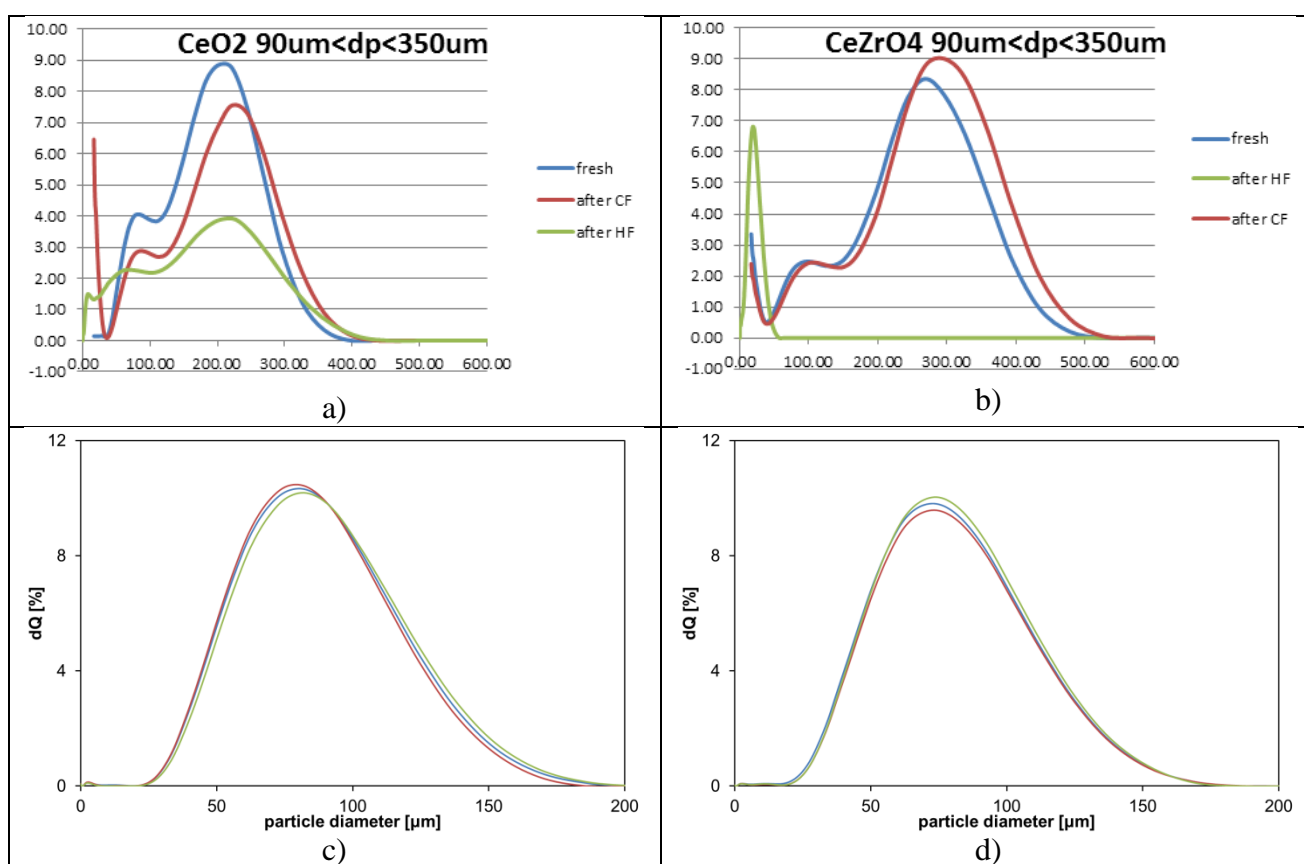 CeO2 90um<dp<350um
10.00
9.00
8.00
7.00
6.00
5.00
4.00
3.00
2.00
1.00
0.00
-1.00
0.00 100.00 200.00 300.00 400.00 500.00 600.00
fresh
after CF
after HF
a)
CeZrO4 90um<dp<350um
10.00
9.00
8.00
7.00
6.00
5.00
4.00
3.00
2.00
1.00
0.00
-1.00
0.00 100.00 200.00 300.00 400.00 500.00 600.00
fresh
after HF
after CF
b)
12
8
4
0
dQ [%]
0 50 100 150 200
particle diameter [µm]
c)
12
8
4
0
dQ [%]
0 50 100 150 200
particle diameter [µm]
d)